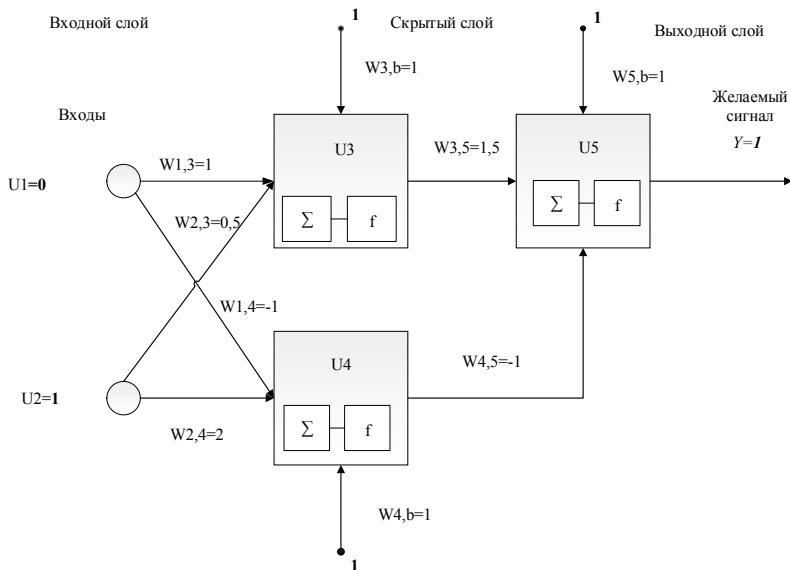 1
1
Входной слой
Скрытый слой
Выходной слой
W3,b=1
W5,b=1
Желаемый
сигнал
Y=1
Входы
U3
W3,5=1,5
U5
W1,3=1
U1=0
Σ
f
Σ
f
W2,3=0,5
W1,4=-1
U4
W4,5=-1
U2=1
Σ
f
W2,4=2
W4,b=1
1